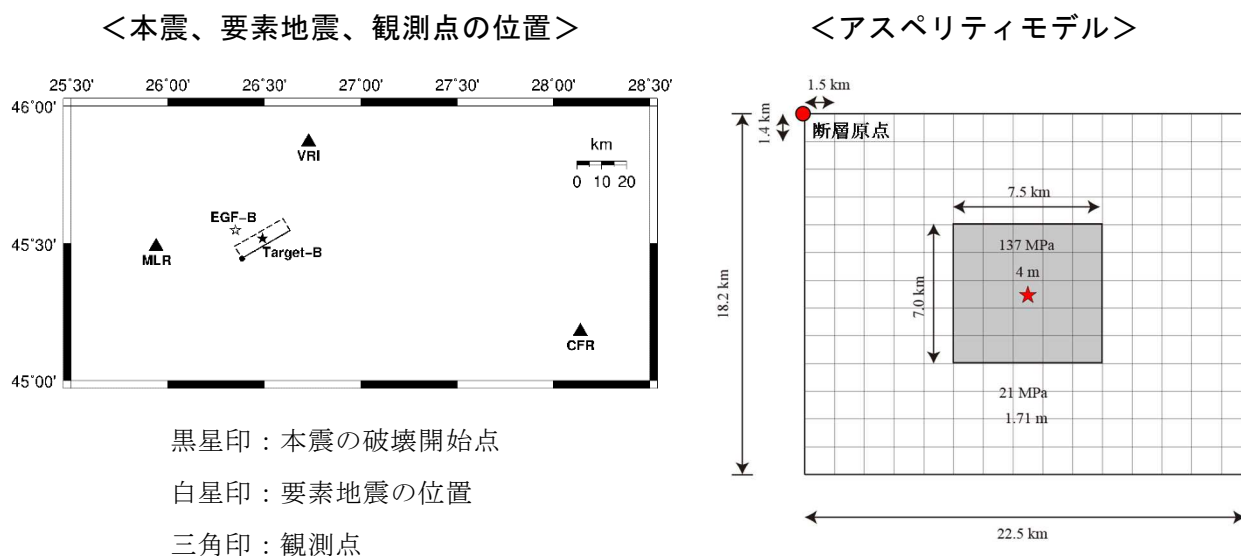 ＜本震、要素地震、観測点の位置＞
25˚30' 26˚00' 26˚30' 27˚00' 27˚30' 28˚00' 28˚30'
46˚00'
VRI
km
0 10 20
EGF−B
45˚30'
MLR
Target−B
CFR
45˚00'
黒星印：本震の破壊開始点
白星印：要素地震の位置
三角印：観測点
＜アスペリティモデル＞
1.5 km
1.4 km
断層原点
7.5 km
137 MPa
4 m
18.2 km
7.0 km
21 MPa
1.71 m
22.5 km